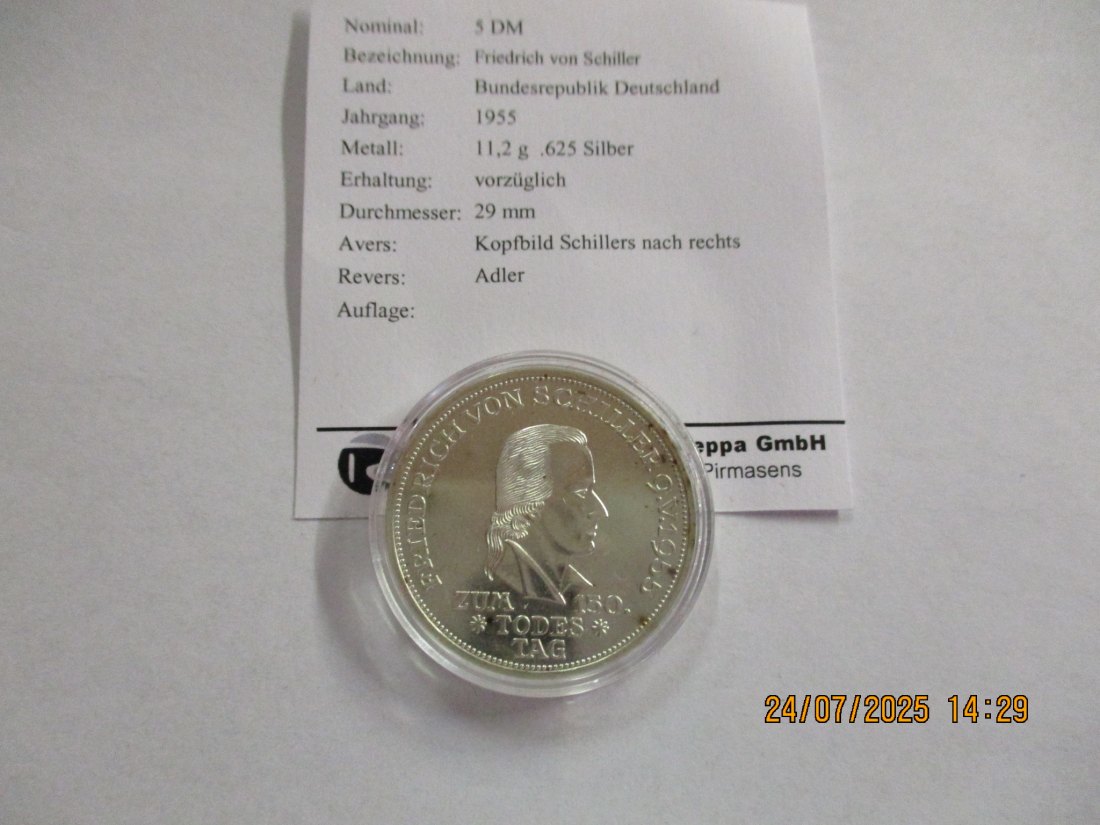 Nominal: 5 DM
Bezeichnung: Friedrich von Schiller
Land: Bundesrepublik Deutschland
Jahrgang: 1955
Metall: 11,2 g .625 Silber
Erhaltung: vorzüglich
Durchmesser: 29 mm
Avers: Kopfbild Schillers nach rechts
Revers: Adler
Auflage:
eppa GmbH
Pirmasens
FRIEDRICH VON SCHILLER 9 MAI 1955
ZUM 150.
* TODES *
TAG
24/07/2025 14:29